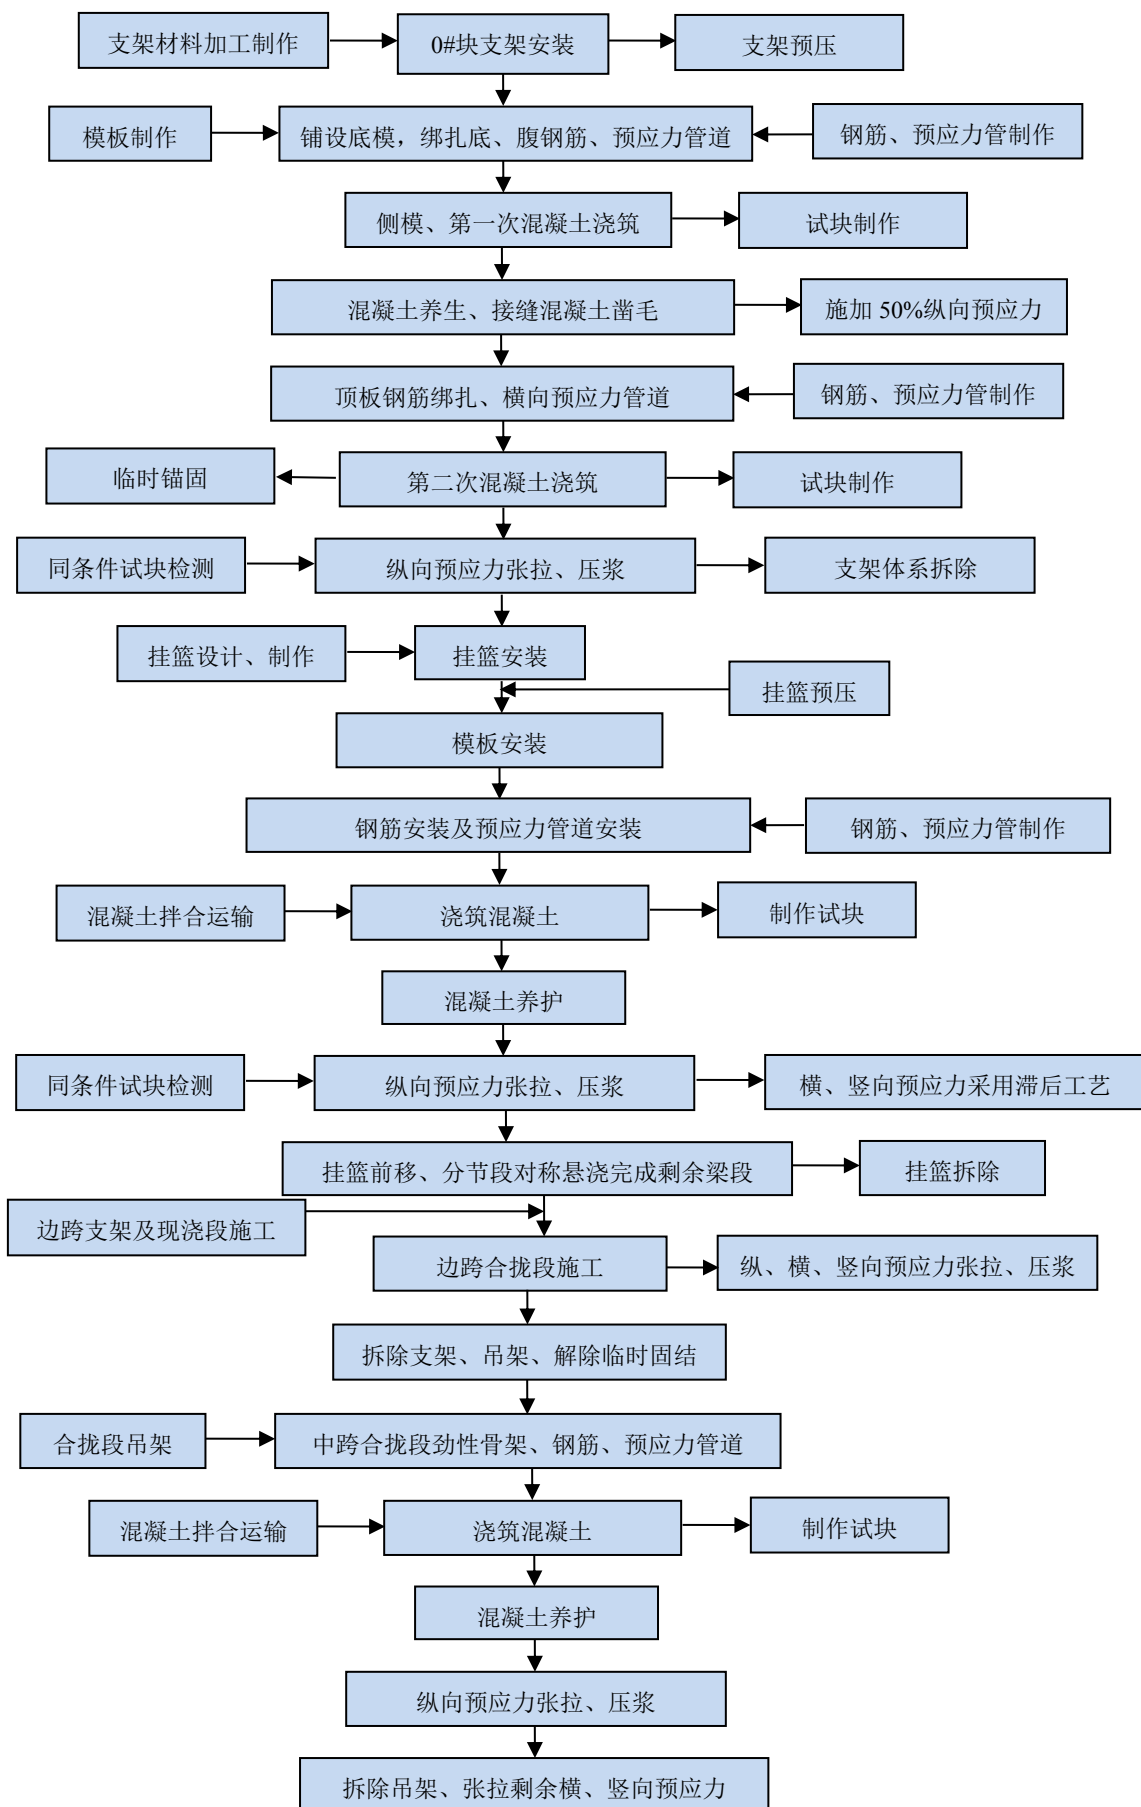 支架材料加工制作
0#块支架安装
支架预压
模板制作
铺设底模，绑扎底、腹钢筋、预应力管道
钢筋、预应力管制作
侧模、第一次混凝土浇筑
试块制作
混凝土养生、接缝混凝土凿毛
施加 50%纵向预应力
顶板钢筋绑扎、横向预应力管道
钢筋、预应力管制作
临时锚固
第二次混凝土浇筑
试块制作
同条件试块检测
纵向预应力张拉、压浆
支架体系拆除
挂篮设计、制作
挂篮安装
挂篮预压
模板安装
钢筋安装及预应力管道安装
钢筋、预应力管制作
混凝土拌合运输
浇筑混凝土
制作试块
混凝土养护
同条件试块检测
纵向预应力张拉、压浆
横、竖向预应力采用滞后工艺
挂篮前移、分节段对称悬浇完成剩余梁段
挂篮拆除
边跨支架及现浇段施工
边跨合拢段施工
纵、横、竖向预应力张拉、压浆
拆除支架、吊架、解除临时固结
合拢段吊架
中跨合拢段劲性骨架、钢筋、预应力管道
混凝土拌合运输
浇筑混凝土
制作试块
混凝土养护
纵向预应力张拉、压浆
拆除吊架、张拉剩余横、竖向预应力